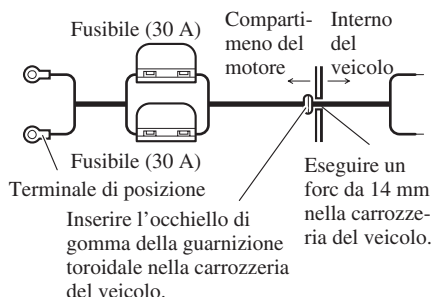 Fusibile (30 A)
Comparti-
meno del
motore
Interno
del
veicolo
Fusibile (30 A)
Terminale di posizione
Inserire l’occhiello di
gomma della guarnizione
toroidale nella carrozzeria
del veicolo.
Eseguire un
forc da 14 mm
nella carrozze-
ria del veicolo.